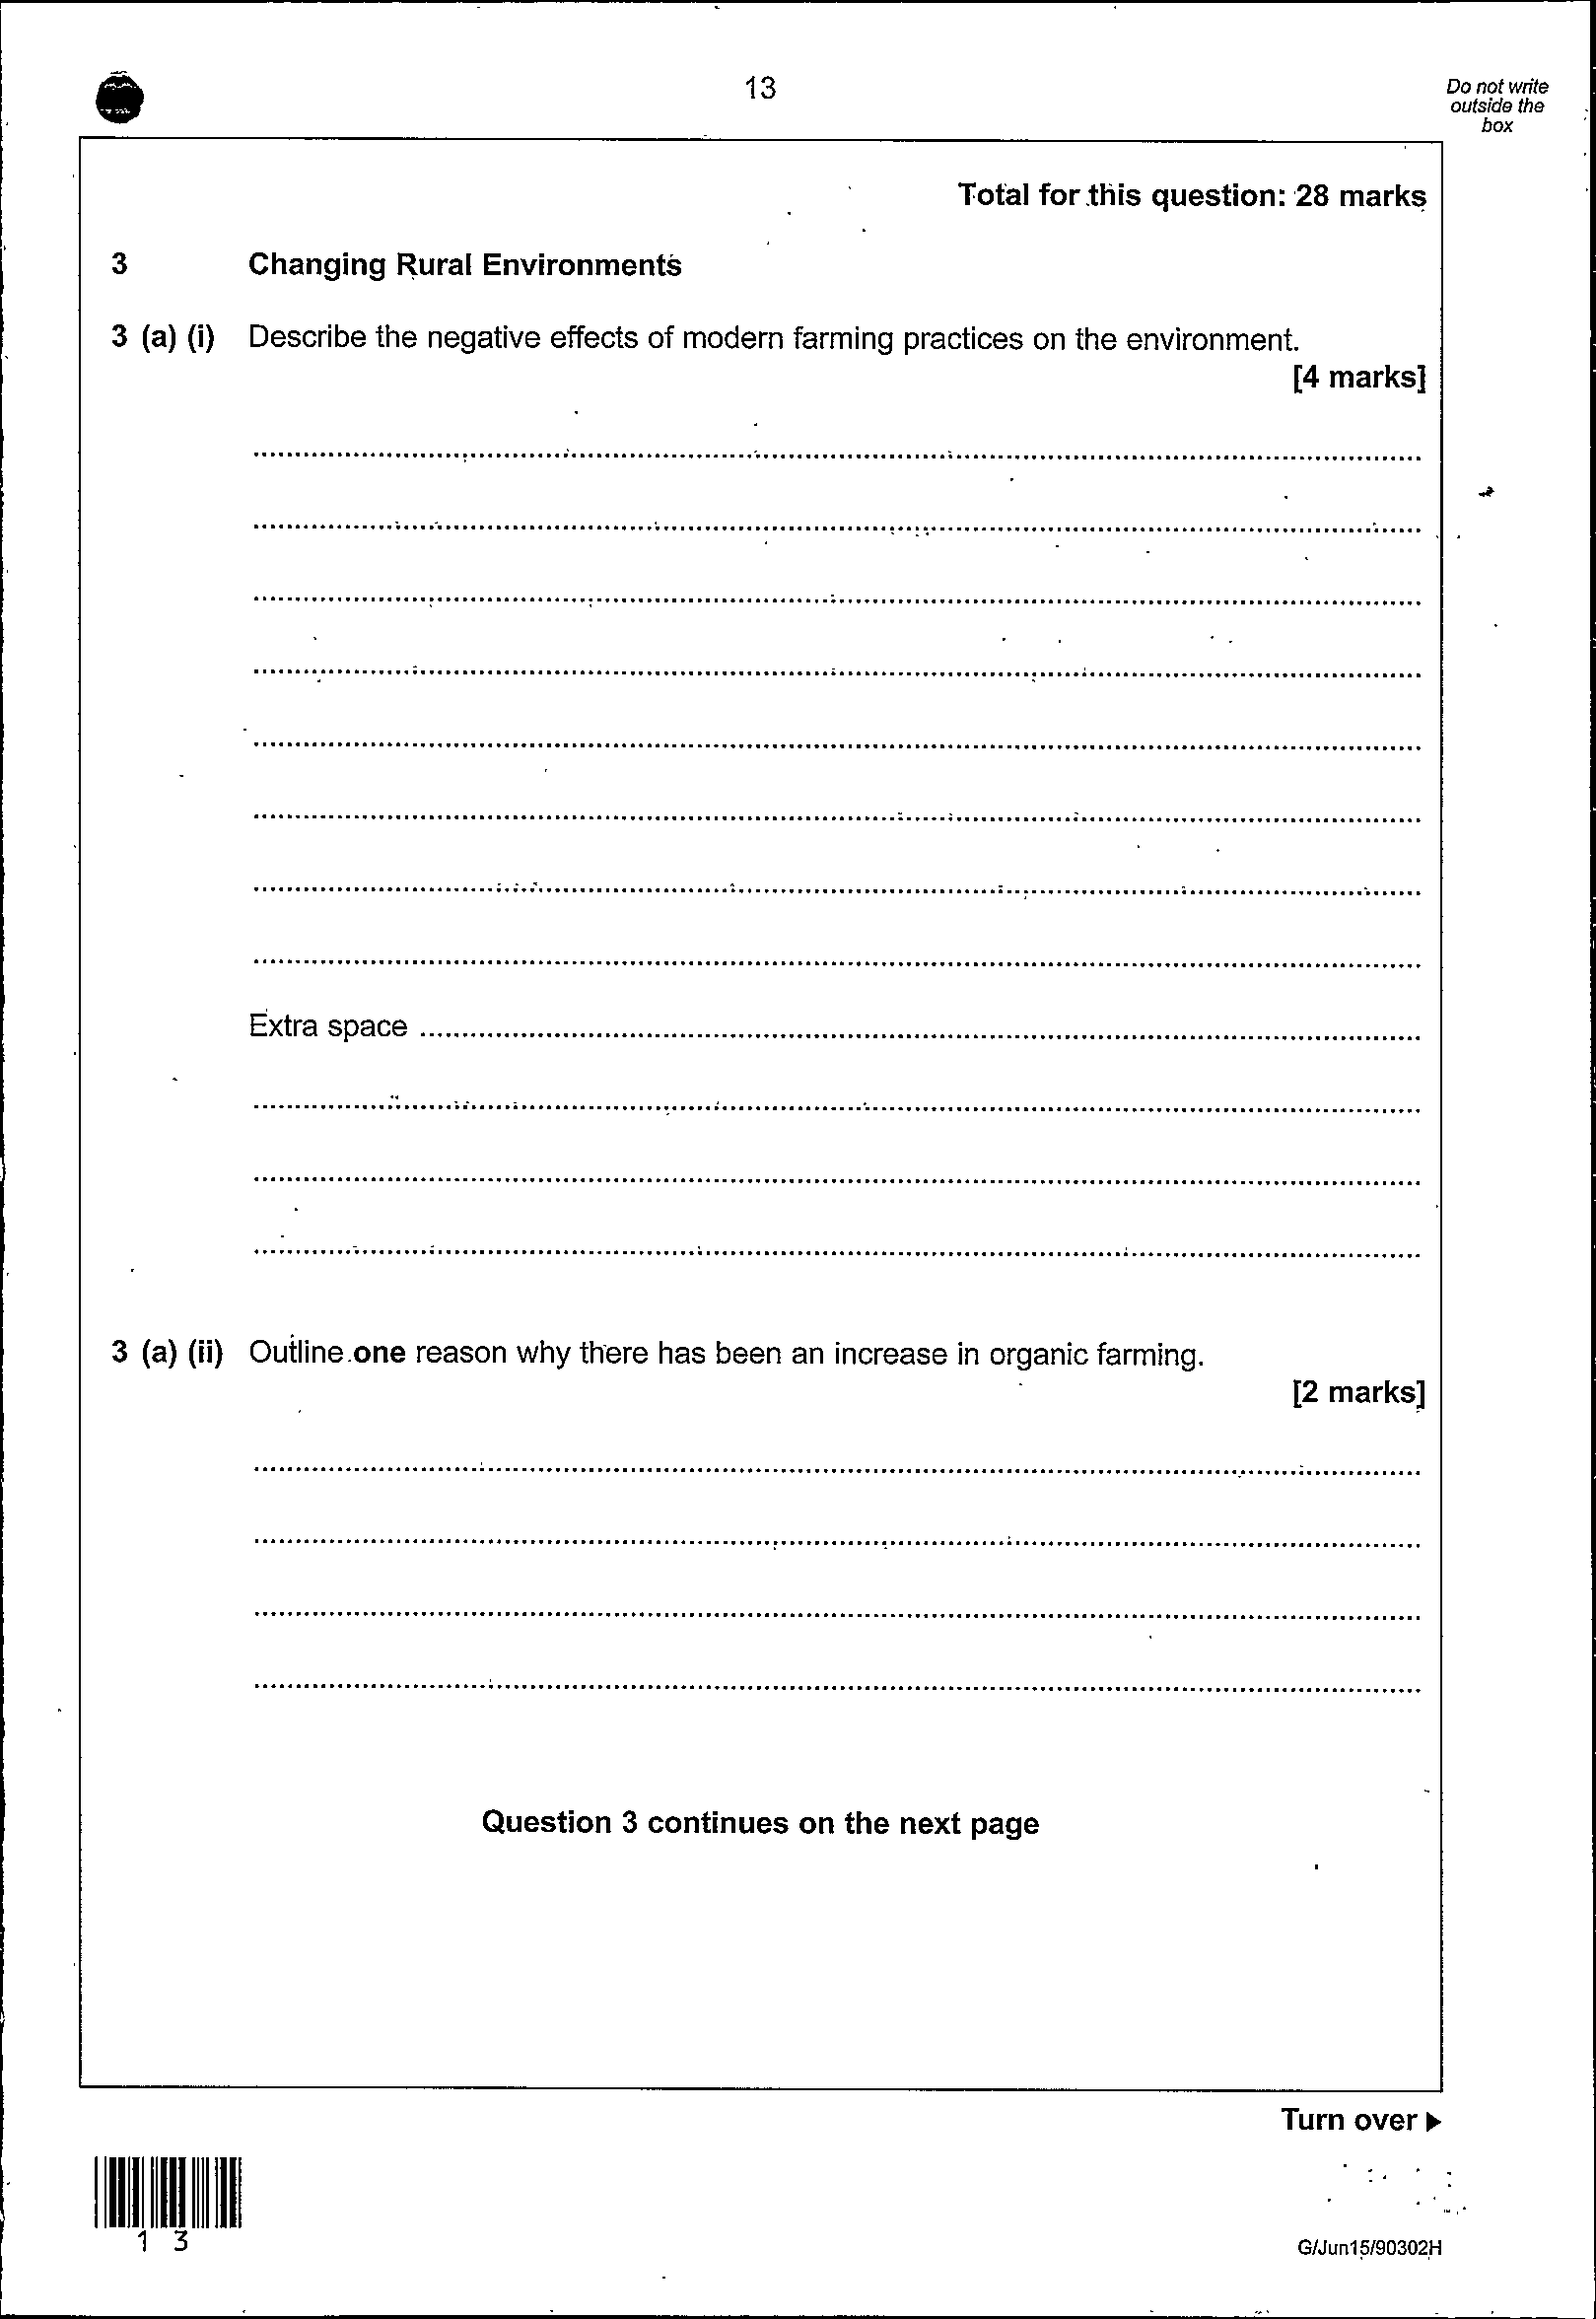 13
Do not write
outside the
box
Total for this question: 28 marks
3 Changing Rural Environments
3 (a) (i) Describe the negative effects of modern farming practices on the environment.
[4 marks]
Extra space
3 (a) (ii) Outline one reason why there has been an increase in organic farming.
[2 marks]
Question 3 continues on the next page
Turn over ▶
1 3
G/Jun15/90302H